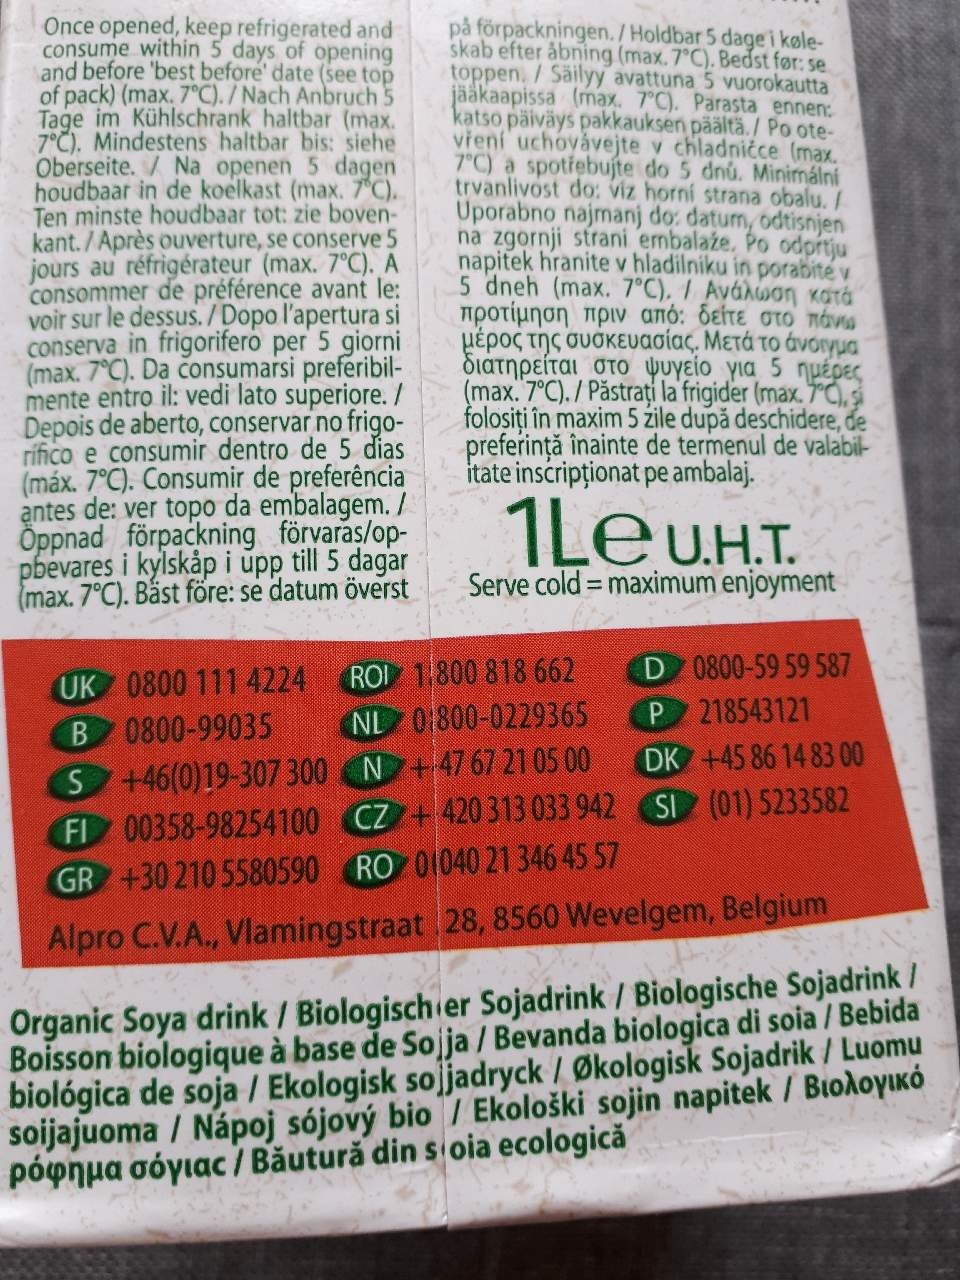 Once opened, keep refrigerated and
consume within 5 days of opening
and before 'best before' date (see top
of pack) (max. 7°C). / Nach Anbruch 5
Tage im Kühlschrank haltbar (max.
7°C). Mindestens haltbar bis: siehe
Oberseite. / Na openen 5 dagen
houdbaar in de koelkast (max. 7°C).
Ten minste houdbaar tot: zie boven-
kant. / Après ouverture, se conserve 5
jours au réfrigérateur (max. 7°C). A
consommer de préférence avant le:
voir sur le dessus. / Dopo l'apertura si
conserva in frigorifero per 5 giorni
(max. 7°C). Da consumarsi preferibil-
mente entro il: vedi lato superiore. /
Depois de aberto, conservar no frigo-
rífico e consumir dentro de 5 dias
(máx. 7°C). Consumir de preferência
antes de: ver topo da embalagem. /
Öppnad förpackning förvaras/op-
pbevares i kylskåp i upp till 5 dagar
(max. 7°C). Bäst före: se datum överst
på förpackningen. / Holdbar 5 dage i køle-
skab efter åbning (max. 7°C). Bedst før: se
toppen. / Säilyy avattuna 5 vuorokautta
jääkaapissa (max. 7°C). Parasta ennen:
katso päiväys pakkauksen päältä. / Po ote-
vření uchovávejte v chladničce (max.
7°C) a spotřebujte do 5 dnů. Minimální
trvanlivost do: viz horní strana obalu. /
Uporabno najmanj do: datum, odtisnjen
na zgornji strani embalaže. Po odprtju
napitek hranite v hladilniku in porabite v
5 dneh (max. 7°C). / Ανάλωση κατά
προτίμηση πριν από: δείτε στο πάνω
μέρος της συσκευασίας. Μετά το άνοιγμα
διατηρείται στο ψυγείο για 5 ημέρες
(max. 7°C). / Păstrați la frigider (max. 7°C), și
folosiți în maxim 5 zile după deschidere, de
preferință înainte de termenul de valabil-
itate inscripționat pe ambalaj.
1L e U.H.T.
Serve cold = maximum enjoyment
UK 0800 111 4224 ROI 1 800 818 662 D 0800-59 59 587
B 0800-99035 NL 0 800-0229365 P 218543121
S +46(0)19-307 300 N + 47 67 21 05 00 DK +45 86 14 83 00
FI 00358-98254100 CZ + 420 313 033 942 SI (01) 5233582
GR +30 210 5580590 RO 0 040 21 346 45 57
Alpro C.V.A., Vlamingstraat 28, 8560 Wevelgem, Belgium
Organic Soya drink / Biologischer Sojadrink / Biologische Sojadrink /
Boisson biologique à base de Sojja / Bevanda biologica di soia / Bebida
biológica de soja / Ekologisk sojjadryck / Økologisk Sojadrik / Luomu
soijajuoma / Nápoj sójový bio / Ekološki sojin napitek / Βιολογικό
ρόφημα σόγιας / Băutură din soia ecologică